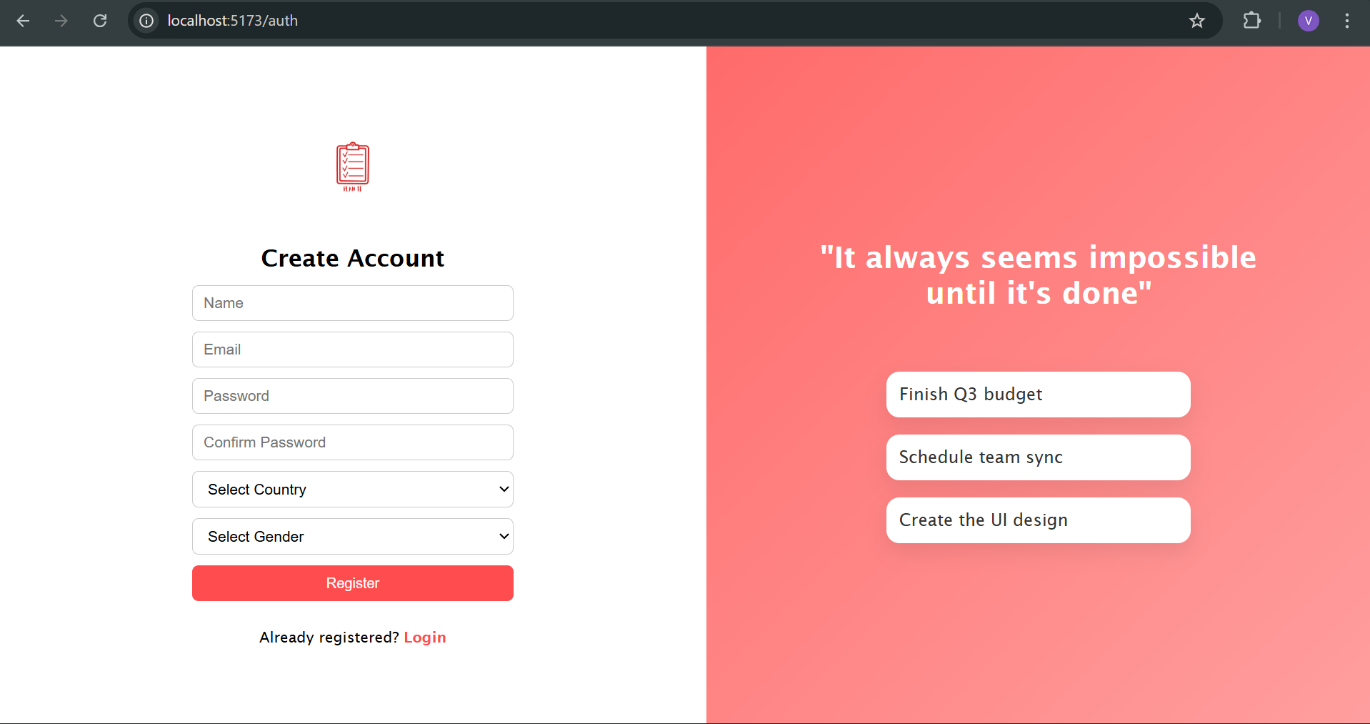 localhost:5173/auth
V
Create Account
Name
Email
Password
Confirm Password
Select Country
Select Gender
Register
Already registered? Login
"It always seems impossible
until it's done"
Finish Q3 budget
Schedule team sync
Create the UI design